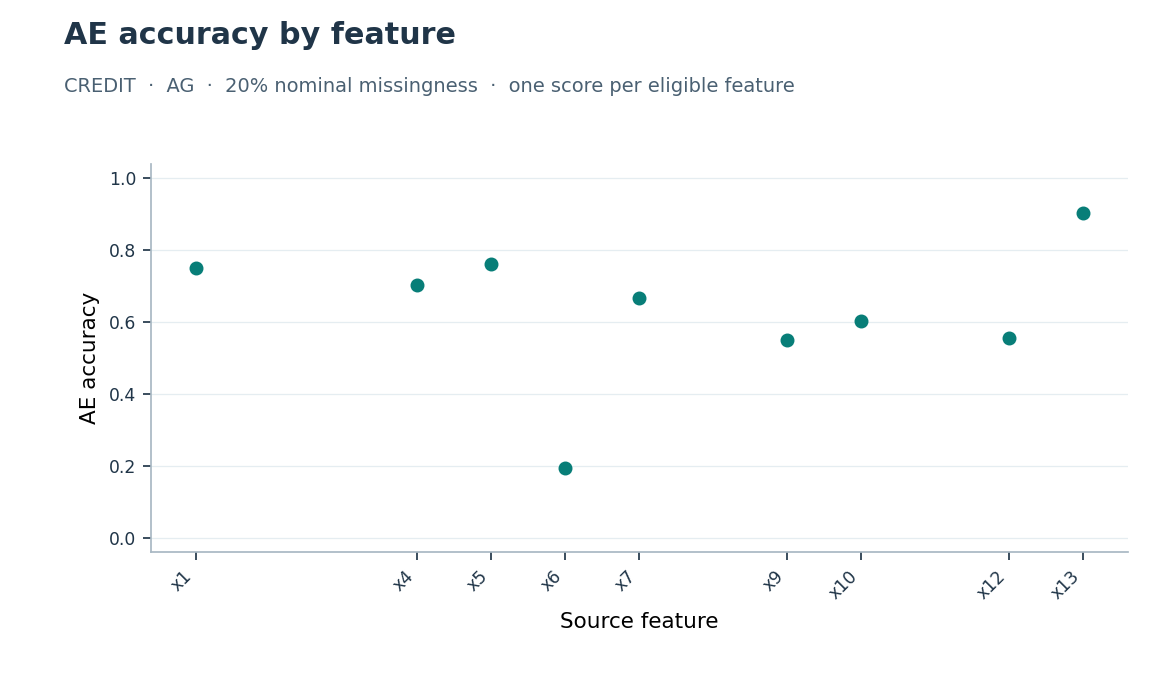 AE accuracy by feature
CREDIT · AG · 20% nominal missingness · one score per eligible feature
1.0
0.8
0.6
0.4
0.2
0.0
AE accuracy
x1 x4 x5 x6 x7 x9 x10 x12 x13
Source feature